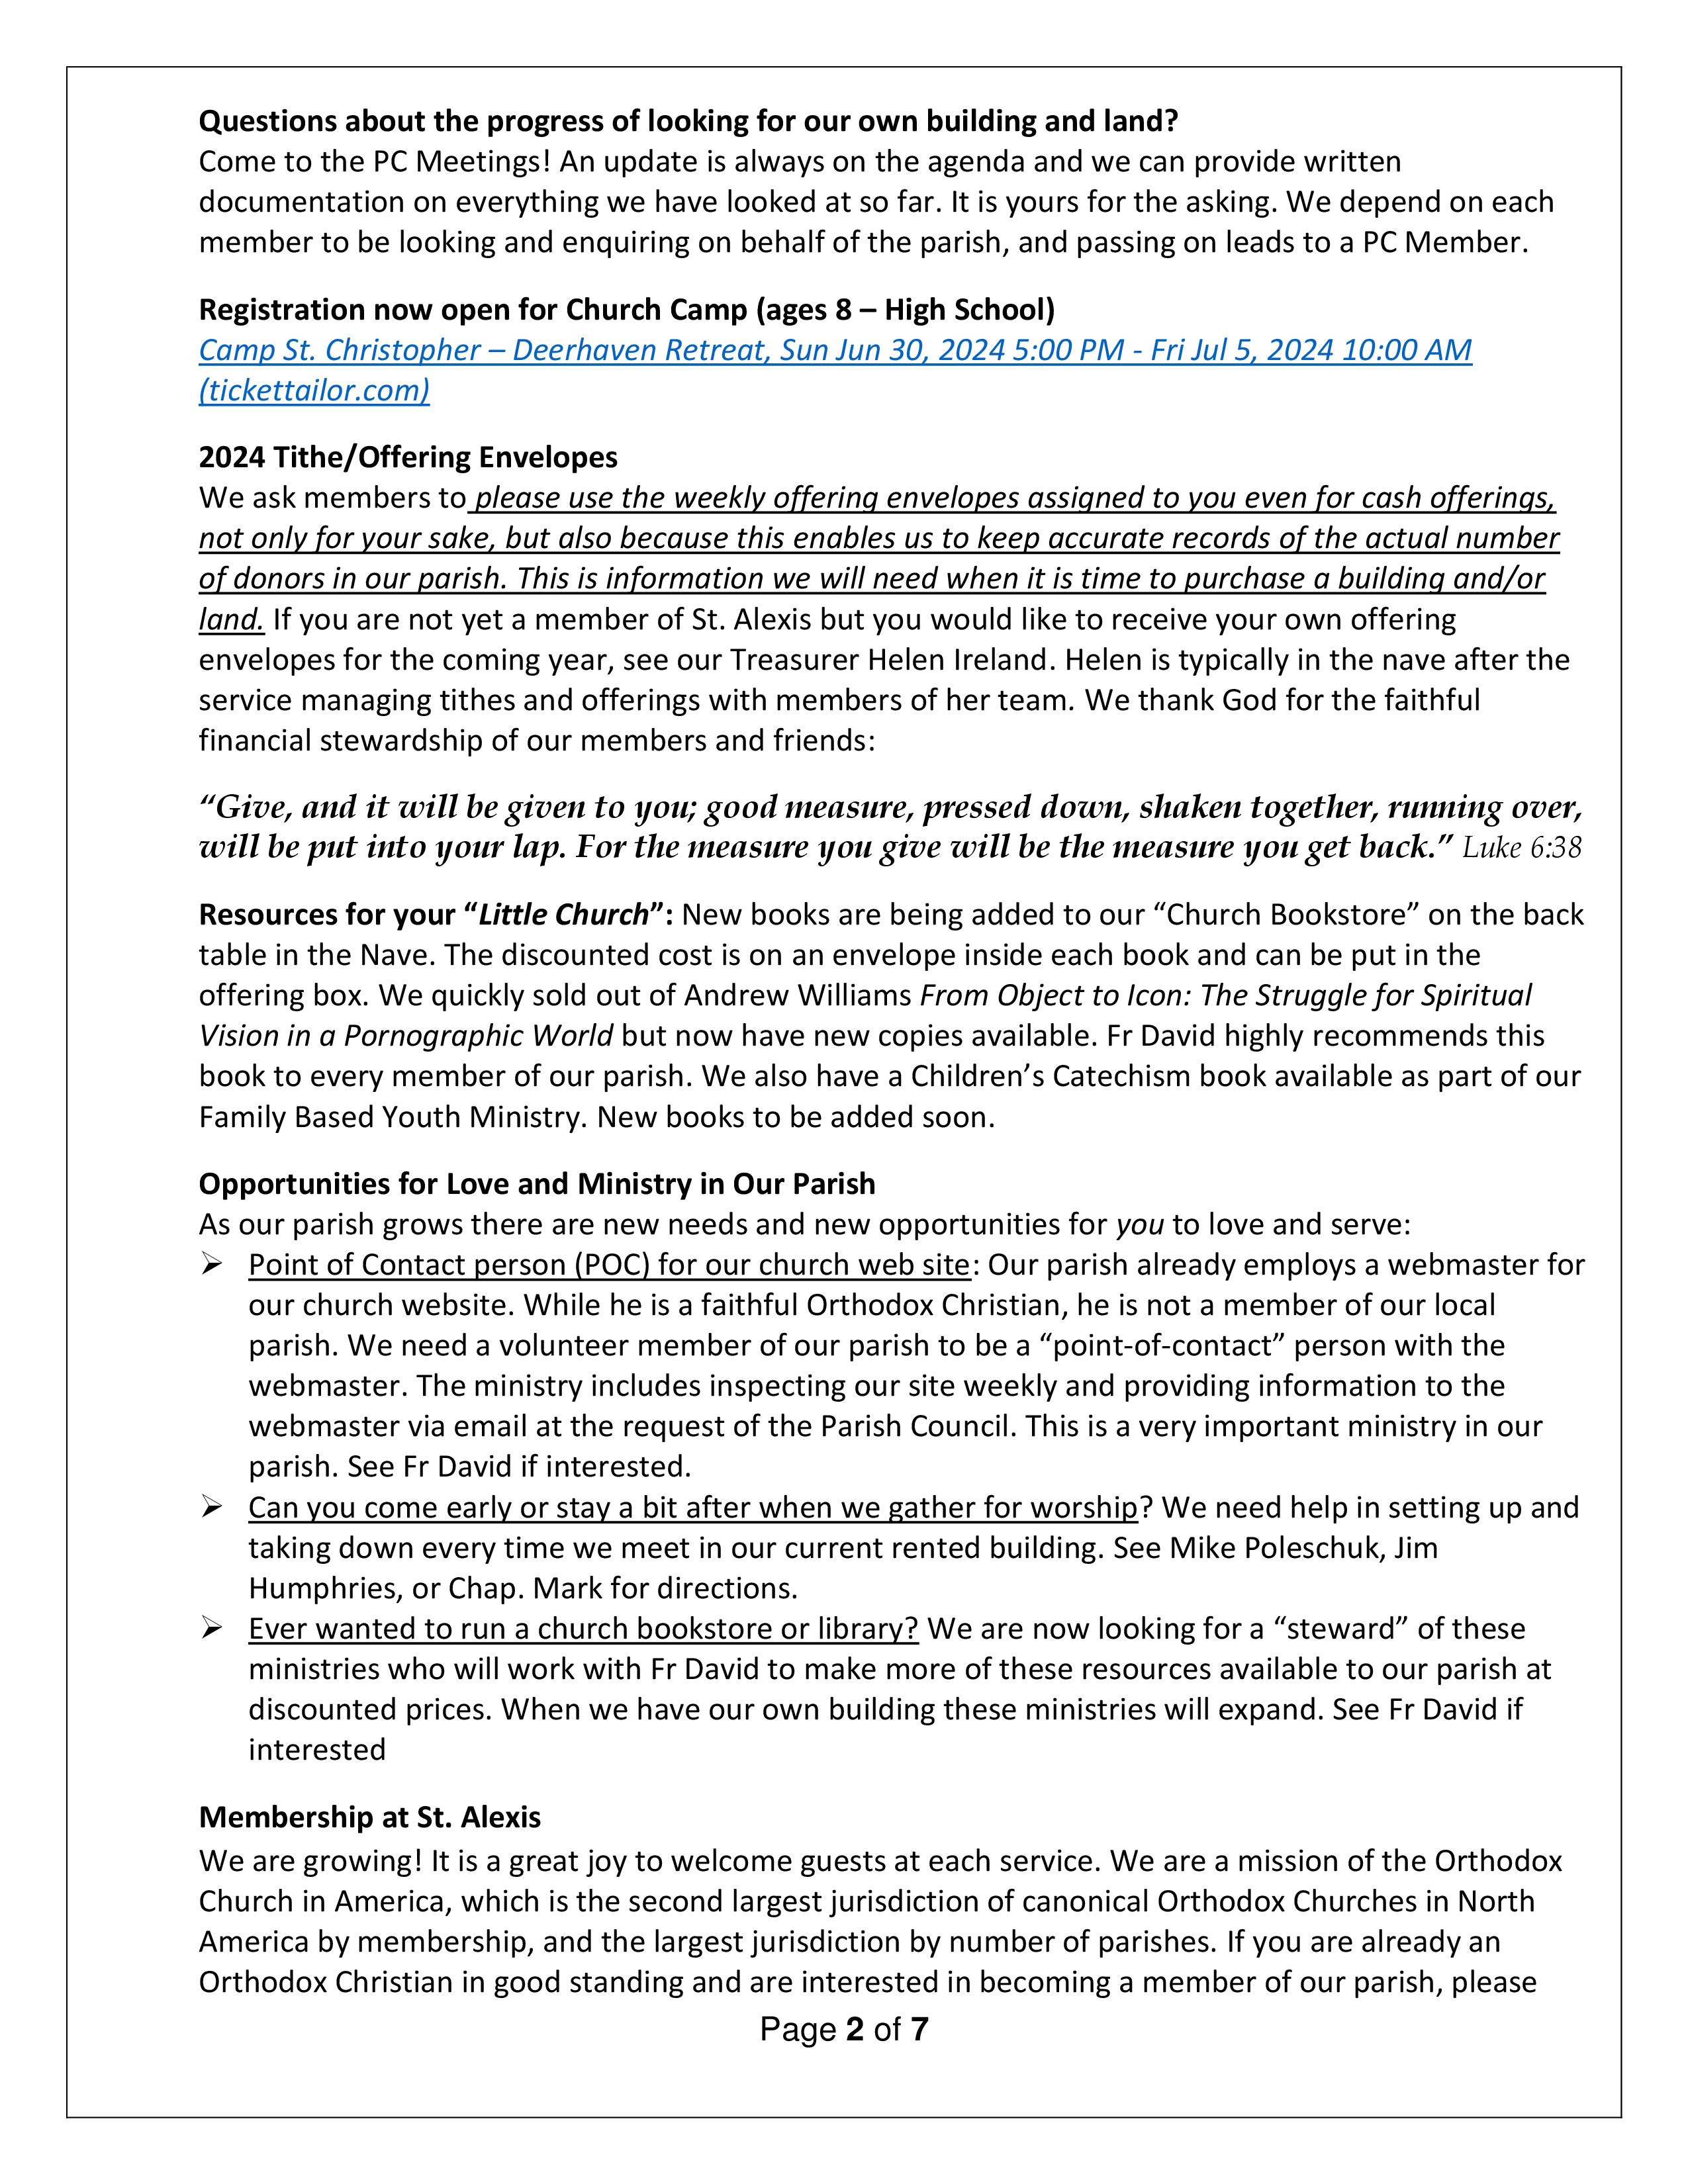 Questions about the progress of looking for our own building and land?
Come to the PC Meetings! An update is always on the agenda and we can provide written
documentation on everything we have looked at so far. It is yours for the asking. We depend on each
member to be looking and enquiring on behalf of the parish, and passing on leads to a PC Member.
Registration now open for Church Camp (ages 8 – High School)
Camp St. Christopher – Deerhaven Retreat, Sun Jun 30, 2024 5:00 PM - Fri Jul 5, 2024 10:00 AM
(tickettailor.com)
2024 Tithe/Offering Envelopes
We ask members to please use the weekly offering envelopes assigned to you even for cash offerings,
not only for your sake, but also because this enables us to keep accurate records of the actual number
of donors in our parish. This is information we will need when it is time to purchase a building and/or
land. If you are not yet a member of St. Alexis but you would like to receive your own offering
envelopes for the coming year, see our Treasurer Helen Ireland. Helen is typically in the nave after the
service managing tithes and offerings with members of her team. We thank God for the faithful
financial stewardship of our members and friends:
“Give, and it will be given to you; good measure, pressed down, shaken together, running over,
will be put into your lap. For the measure you give will be the measure you get back.” Luke 6:38
Resources for your “Little Church”: New books are being added to our “Church Bookstore” on the back
table in the Nave. The discounted cost is on an envelope inside each book and can be put in the
offering box. We quickly sold out of Andrew Williams From Object to Icon: The Struggle for Spiritual
Vision in a Pornographic World but now have new copies available. Fr David highly recommends this
book to every member of our parish. We also have a Children’s Catechism book available as part of our
Family Based Youth Ministry. New books to be added soon.
Opportunities for Love and Ministry in Our Parish
As our parish grows there are new needs and new opportunities for you to love and serve:
➢ Point of Contact person (POC) for our church web site: Our parish already employs a webmaster for
our church website. While he is a faithful Orthodox Christian, he is not a member of our local
parish. We need a volunteer member of our parish to be a “point-of-contact” person with the
webmaster. The ministry includes inspecting our site weekly and providing information to the
webmaster via email at the request of the Parish Council. This is a very important ministry in our
parish. See Fr David if interested.
➢ Can you come early or stay a bit after when we gather for worship? We need help in setting up and
taking down every time we meet in our current rented building. See Mike Poleschuk, Jim
Humphries, or Chap. Mark for directions.
➢ Ever wanted to run a church bookstore or library? We are now looking for a “steward” of these
ministries who will work with Fr David to make more of these resources available to our parish at
discounted prices. When we have our own building these ministries will expand. See Fr David if
interested
Membership at St. Alexis
We are growing! It is a great joy to welcome guests at each service. We are a mission of the Orthodox
Church in America, which is the second largest jurisdiction of canonical Orthodox Churches in North
America by membership, and the largest jurisdiction by number of parishes. If you are already an
Orthodox Christian in good standing and are interested in becoming a member of our parish, please
Page 2 of 7